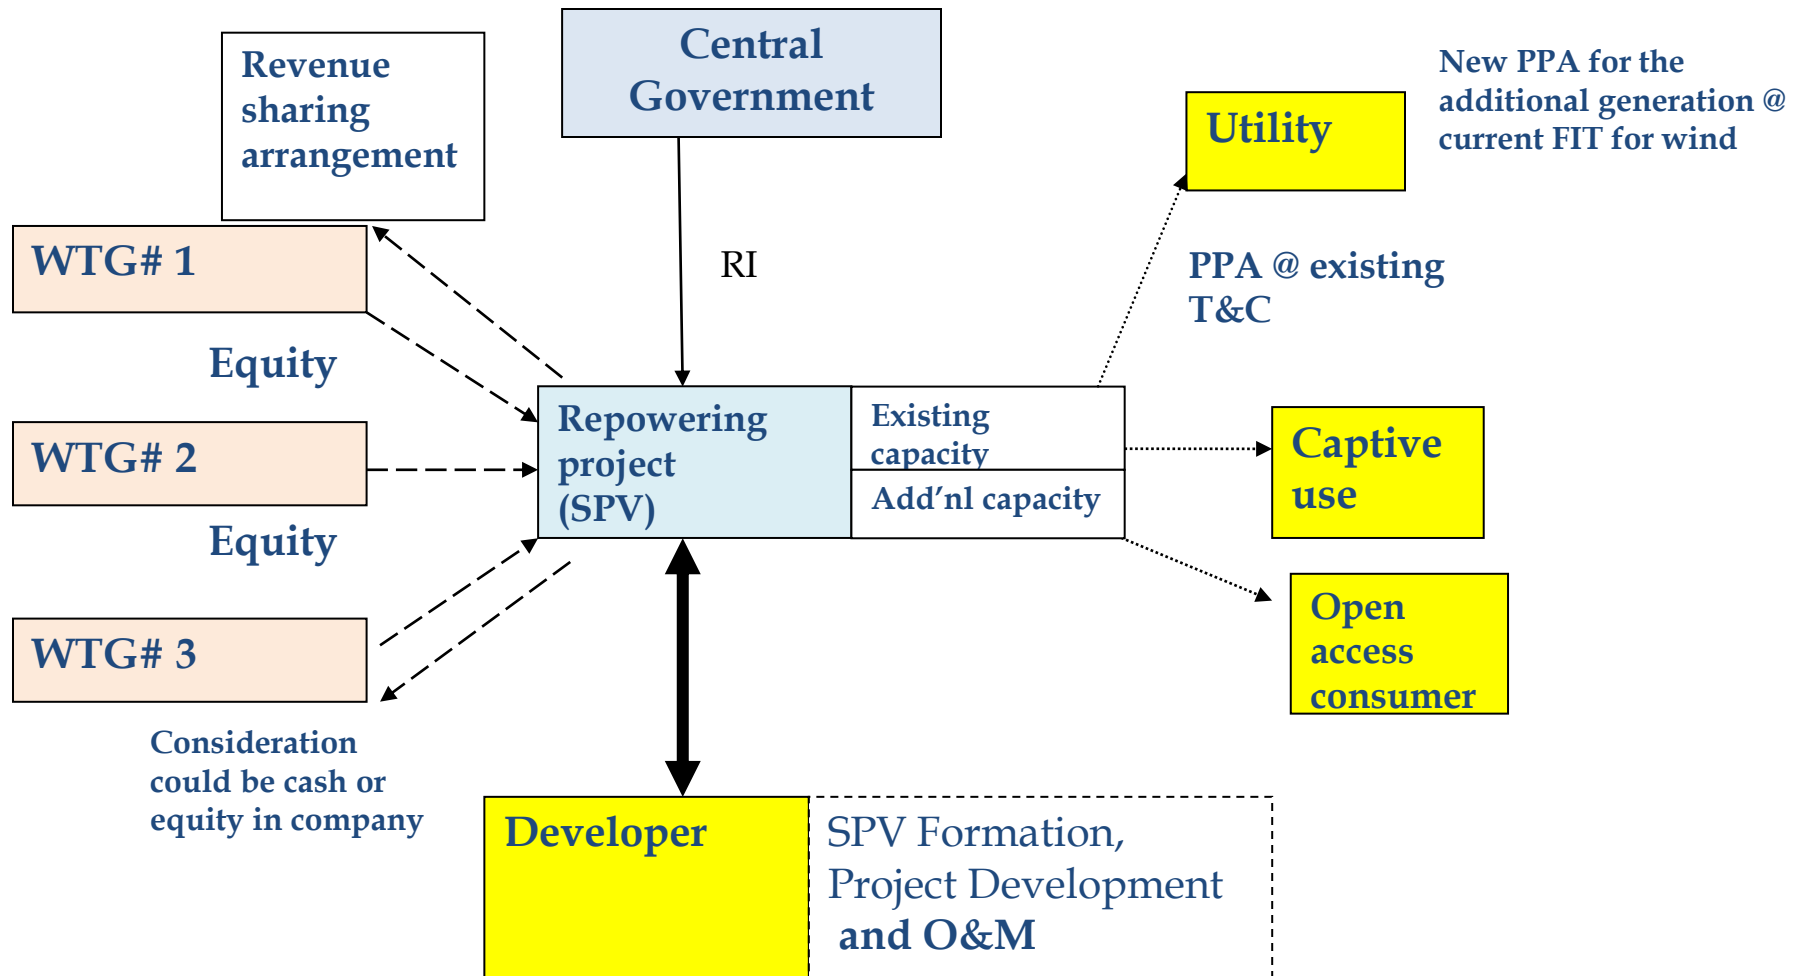 Revenue
sharing
arrangement
Central
Government
Utility
New PPA for the
additional generation @
current FIT for wind
WTG# 1
RI
PPA @ existing
T&C
Equity
WTG# 2
Repowering
project
(SPV)
Existing
capacity
Add’nl capacity
Captive
use
Equity
WTG# 3
Open
access
consumer
Consideration
could be cash or
equity in company
Developer
SPV Formation,
Project Development
and O&M